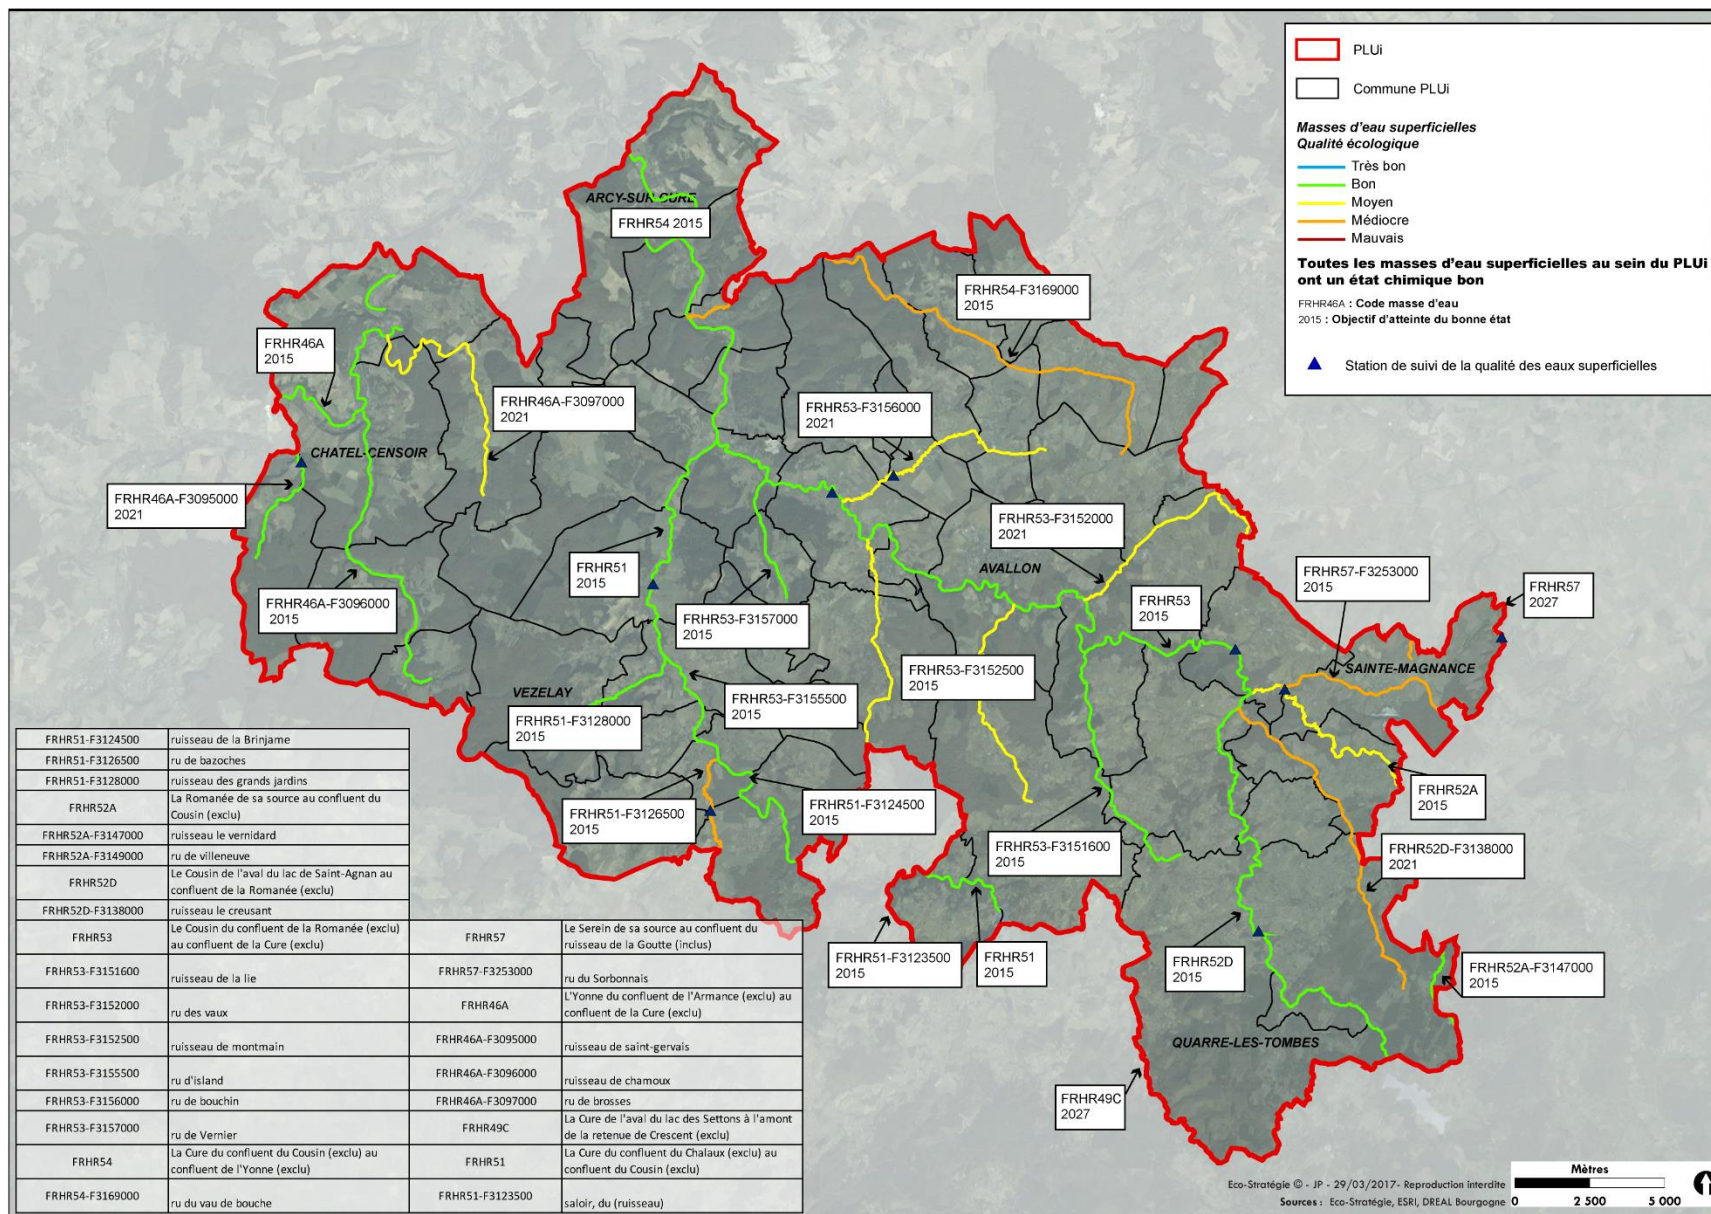 PLUi
Commune PLUi
Masses d'eau superficielles
Qualité écologique
Très bon
Bon
Moyen
Médiocre
Mauvais
Toutes les masses d'eau superficielles au sein du PLUi
ont un état chimique bon
FRHR46A : Code masse d'eau
2015 : Objectif d'atteinte du bonne état
Station de suivi de la qualité des eaux superficielles
ARCY-SUR-CURE
FRHR54 2015
FRHR54-F3169000
2015
FRHR46A
2015
FRHR46A-F3097000
2021
FRHR53-F3156000
2021
CHATEL-CENSOIR
FRHR46A-F3095000
2021
FRHR53-F3152000
2021
FRHR51
2015
AVALLON
FRHR57-F3253000
2015
FRHR57
2027
FRHR46A-F3096000
2015
FRHR53-F3157000
2015
FRHR53
2015
FRHR53-F3152500
2015
SAINTE-MAGNANCE
VEZELAY
FRHR53-F3155500
2015
FRHR51-F3128000
2015
FRHR52A
2015
FRHR51-F3126500
2015
FRHR51-F3124500
2015
FRHR53-F3151600
2015
FRHR52D-F3138000
2021
FRHR51-F3123500
2015
FRHR51
2015
FRHR52D
2015
FRHR52A-F3147000
2015
QUARRE-LES-TOMBES
FRHR49C
2027
FRHR51-F3124500 ruisseau de la Brinjame
FRHR51-F3126500 ru de bazoches
FRHR51-F3128000 ruisseau des grands jardins
FRHR52A La Romanée de sa source au confluent du
Cousin (exclu)
FRHR52A-F3147000 ruisseau le vernidard
FRHR52A-F3149000 ru de villeneuve
FRHR52D Le Cousin de l'aval du lac de Saint-Agnan au
confluent de la Romanée (exclu)
FRHR52D-F3138000 ruisseau le creusant
FRHR53 Le Cousin du confluent de la Romanée (exclu)
au confluent de la Cure (exclu)
FRHR53-F3151600 ruisseau de la lie
FRHR53-F3152000 ru des vaux
FRHR53-F3152500 ruisseau de montmain
FRHR53-F3155500 ru d'island
FRHR53-F3156000 ru de bouchin
FRHR53-F3157000 ru de Vernier
FRHR54 La Cure du confluent du Cousin (exclu) au
confluent de l'Yonne (exclu)
FRHR54-F3169000 ru du vau de bouche
FRHR57 Le Serein de sa source au confluent du
ruisseau de la Goutte (inclus)
FRHR57-F3253000 ru du Sorbonnais
FRHR46A L'Yonne du confluent de l'Armance (exclu) au
confluent de la Cure (exclu)
FRHR46A-F3095000 ruisseau de saint-gervais
FRHR46A-F3096000 ruisseau de chamoux
FRHR46A-F3097000 ru de brosses
FRHR49C La Cure de l'aval du lac des Settons à l'amont
de la retenue de Crescent (exclu)
FRHR51 La Cure du confluent du Chalaux (exclu) au
confluent du Cousin (exclu)
FRHR51-F3123500 saloir, du (ruisseau)
Eco-Stratégie © - JP - 29/03/2017- Reproduction interdite
Sources : Eco-Stratégie, ESRI, DREAL Bourgogne
Mètres
0 2 500 5 000